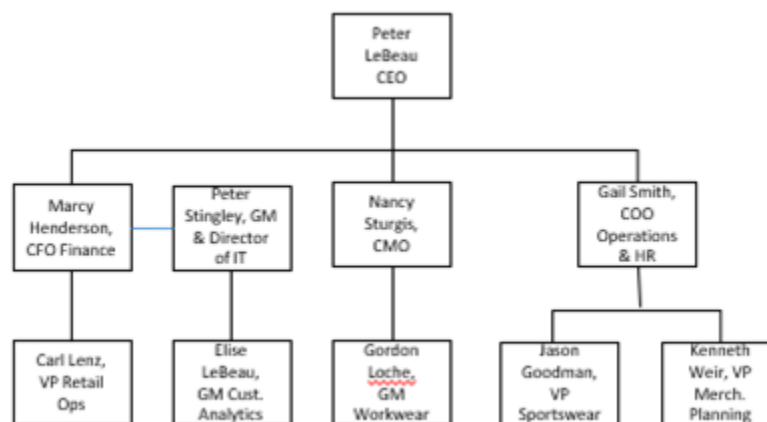 Peter
LeBeau
CEO
Marcy
Henderson,
CFO Finance
Peter
Stingley, GM
& Director
of IT
Nancy
Sturgis,
CMO
Gail Smith,
COO
Operations
& HR
Carl Lenz,
VP Retail
Ops
Elise
LeBeau,
GM Cust.
Analytics
Gordon
Loche,
GM
Workwear
Jason
Goodman,
VP
Sportswear
Kenneth
Weir, VP
Merch.
Planning